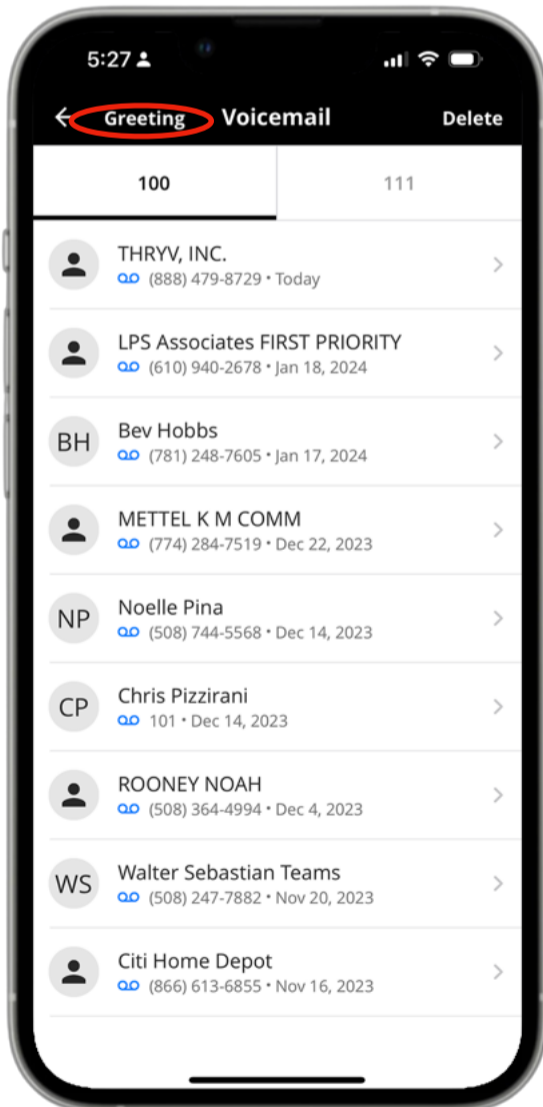 5:27
Greeting Voicemail Delete
100 111
THRYV, INC.
(888) 479-8729 • Today
LPS Associates FIRST PRIORITY
(610) 940-2678 • Jan 18, 2024
BH
Bev Hobbs
(781) 248-7605 • Jan 17, 2024
METTEL K M COMM
(774) 284-7519 • Dec 22, 2023
NP
Noelle Pina
(508) 744-5568 • Dec 14, 2023
CP
Chris Pizzirani
101 • Dec 14, 2023
ROONEY NOAH
(508) 364-4994 • Dec 4, 2023
WS
Walter Sebastian Teams
(508) 247-7882 • Nov 20, 2023
Citi Home Depot
(866) 613-6855 • Nov 16, 2023